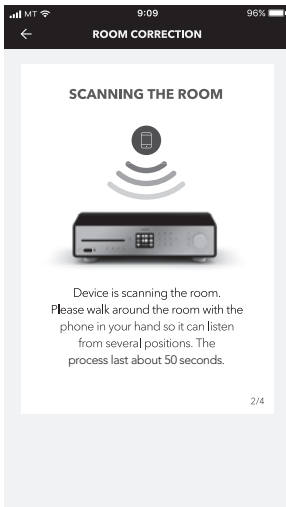 MT 9:09 96%
ROOM CORRECTION
SCANNING THE ROOM
Device is scanning the room.
Please walk around the room with the
phone in your hand so it can listen
from several positions. The
process last about 50 seconds.
2/4